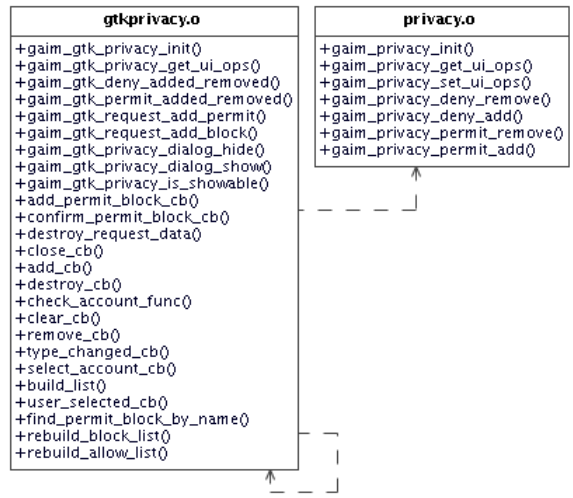 gtkprivacy.o
+gaim_gtk_privacy_init()
+gaim_gtk_privacy_get_ui_ops()
+gaim_gtk_deny_added_removed()
+gaim_gtk_permit_added_removed()
+gaim_gtk_request_add_permit()
+gaim_gtk_request_add_block()
+gaim_gtk_privacy_dialog_hide()
+gaim_gtk_privacy_dialog_show()
+gaim_gtk_privacy_is_showable()
+add_permit_block_cb()
+confirm_permit_block_cb()
+destroy_request_data()
+close_cb()
+add_cb()
+destroy_cb()
+check_account_func()
+clear_cb()
+remove_cb()
+type_changed_cb()
+select_account_cb()
+build_list()
+user_selected_cb()
+find_permit_block_by_name()
+rebuild_block_list()
+rebuild_allow_list()
privacy.o
+gaim_privacy_init()
+gaim_privacy_get_ui_ops()
+gaim_privacy_set_ui_ops()
+gaim_privacy_deny_remove()
+gaim_privacy_deny_add()
+gaim_privacy_permit_remove()
+gaim_privacy_permit_add()